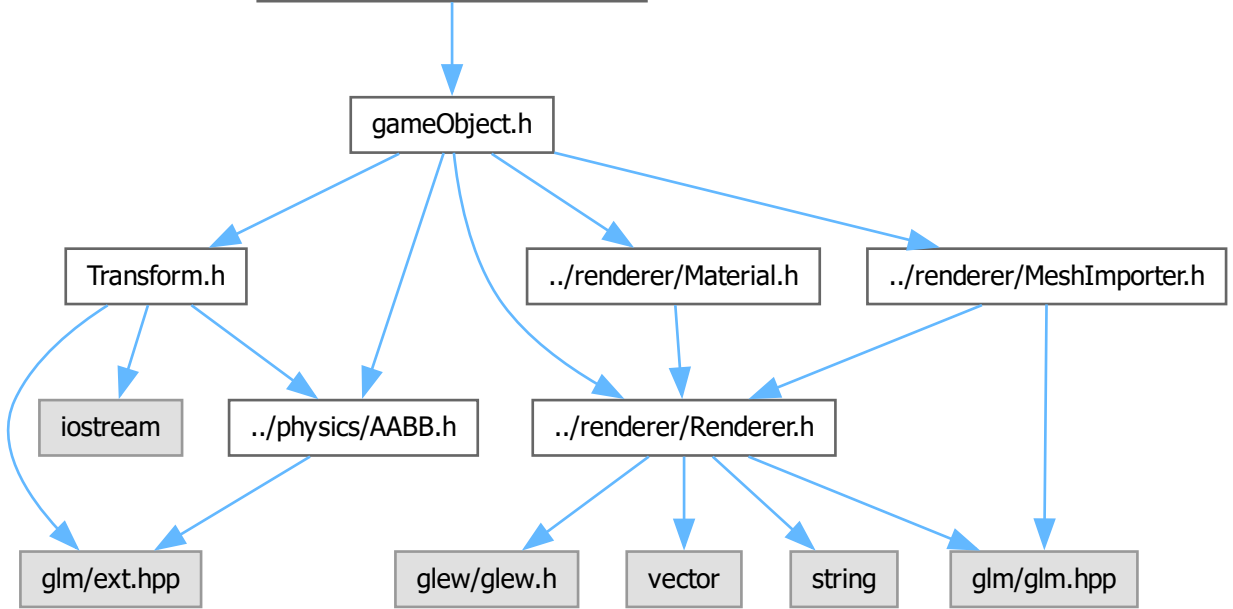 gameObject.h
Transform.h
../renderer/Material.h
../renderer/MeshImporter.h
iostream
../physics/AABB.h
../renderer/Renderer.h
glm/ext.hpp
glew/glew.h
vector
string
glm/glm.hpp